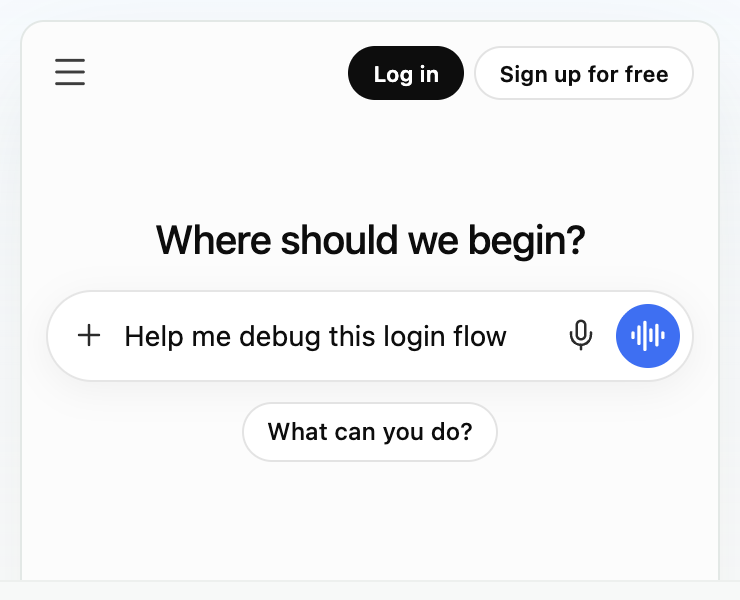 Log in
Sign up for free
Where should we begin?
Help me debug this login flow
What can you do?